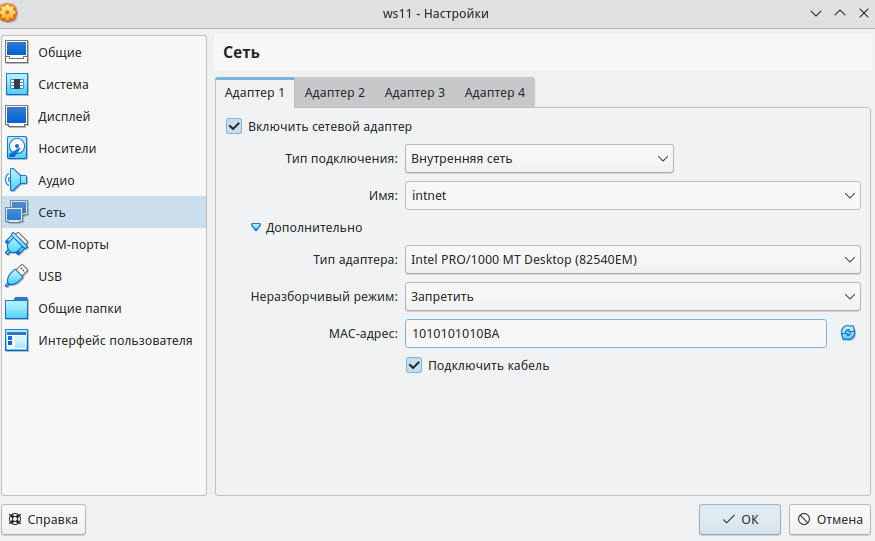 ws11 - Настройки
Общие
Система
Дисплей
Носители
Аудио
Сеть
COM-порты
USB
Общие папки
Интерфейс пользователя
Сеть
Адаптер 1 Адаптер 2 Адаптер 3 Адаптер 4
Включить сетевой адаптер
Тип подключения: Внутренняя сеть
Имя: intnet
Дополнительно
Тип адаптера: Intel PRO/1000 MT Desktop (82540EM)
Неразборчивый режим: Запретить
MAC-адрес: 1010101010BA
Подключить кабель
Справка
OK Отмена